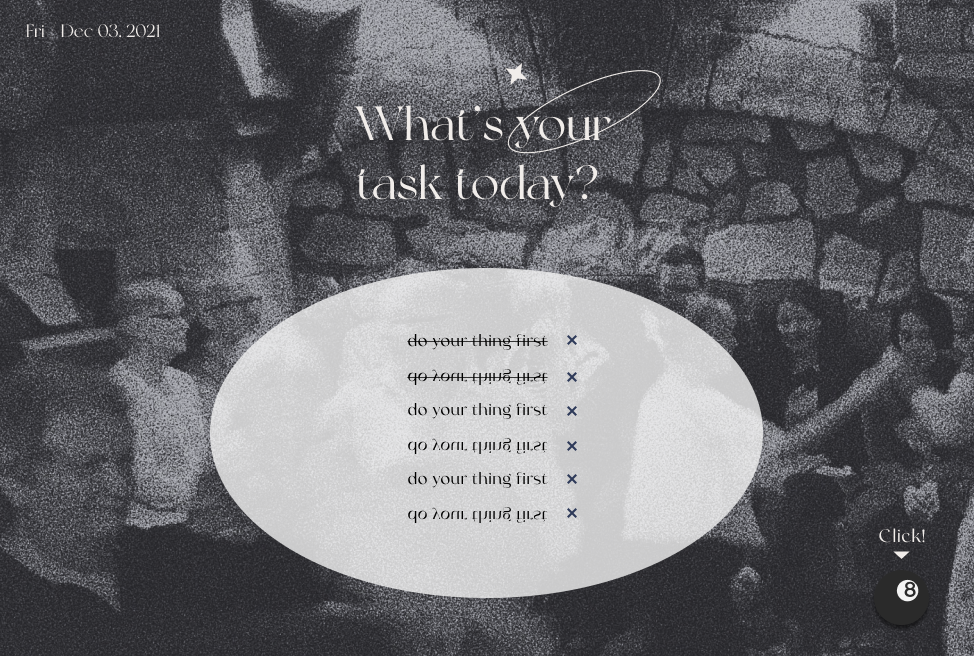 Fri - Dec 03. 2021
What's your
task today?
do your thing first ×
do your thing first ×
do your thing first ×
do your thing first ×
do your thing first ×
do your thing first ×
Click!
8